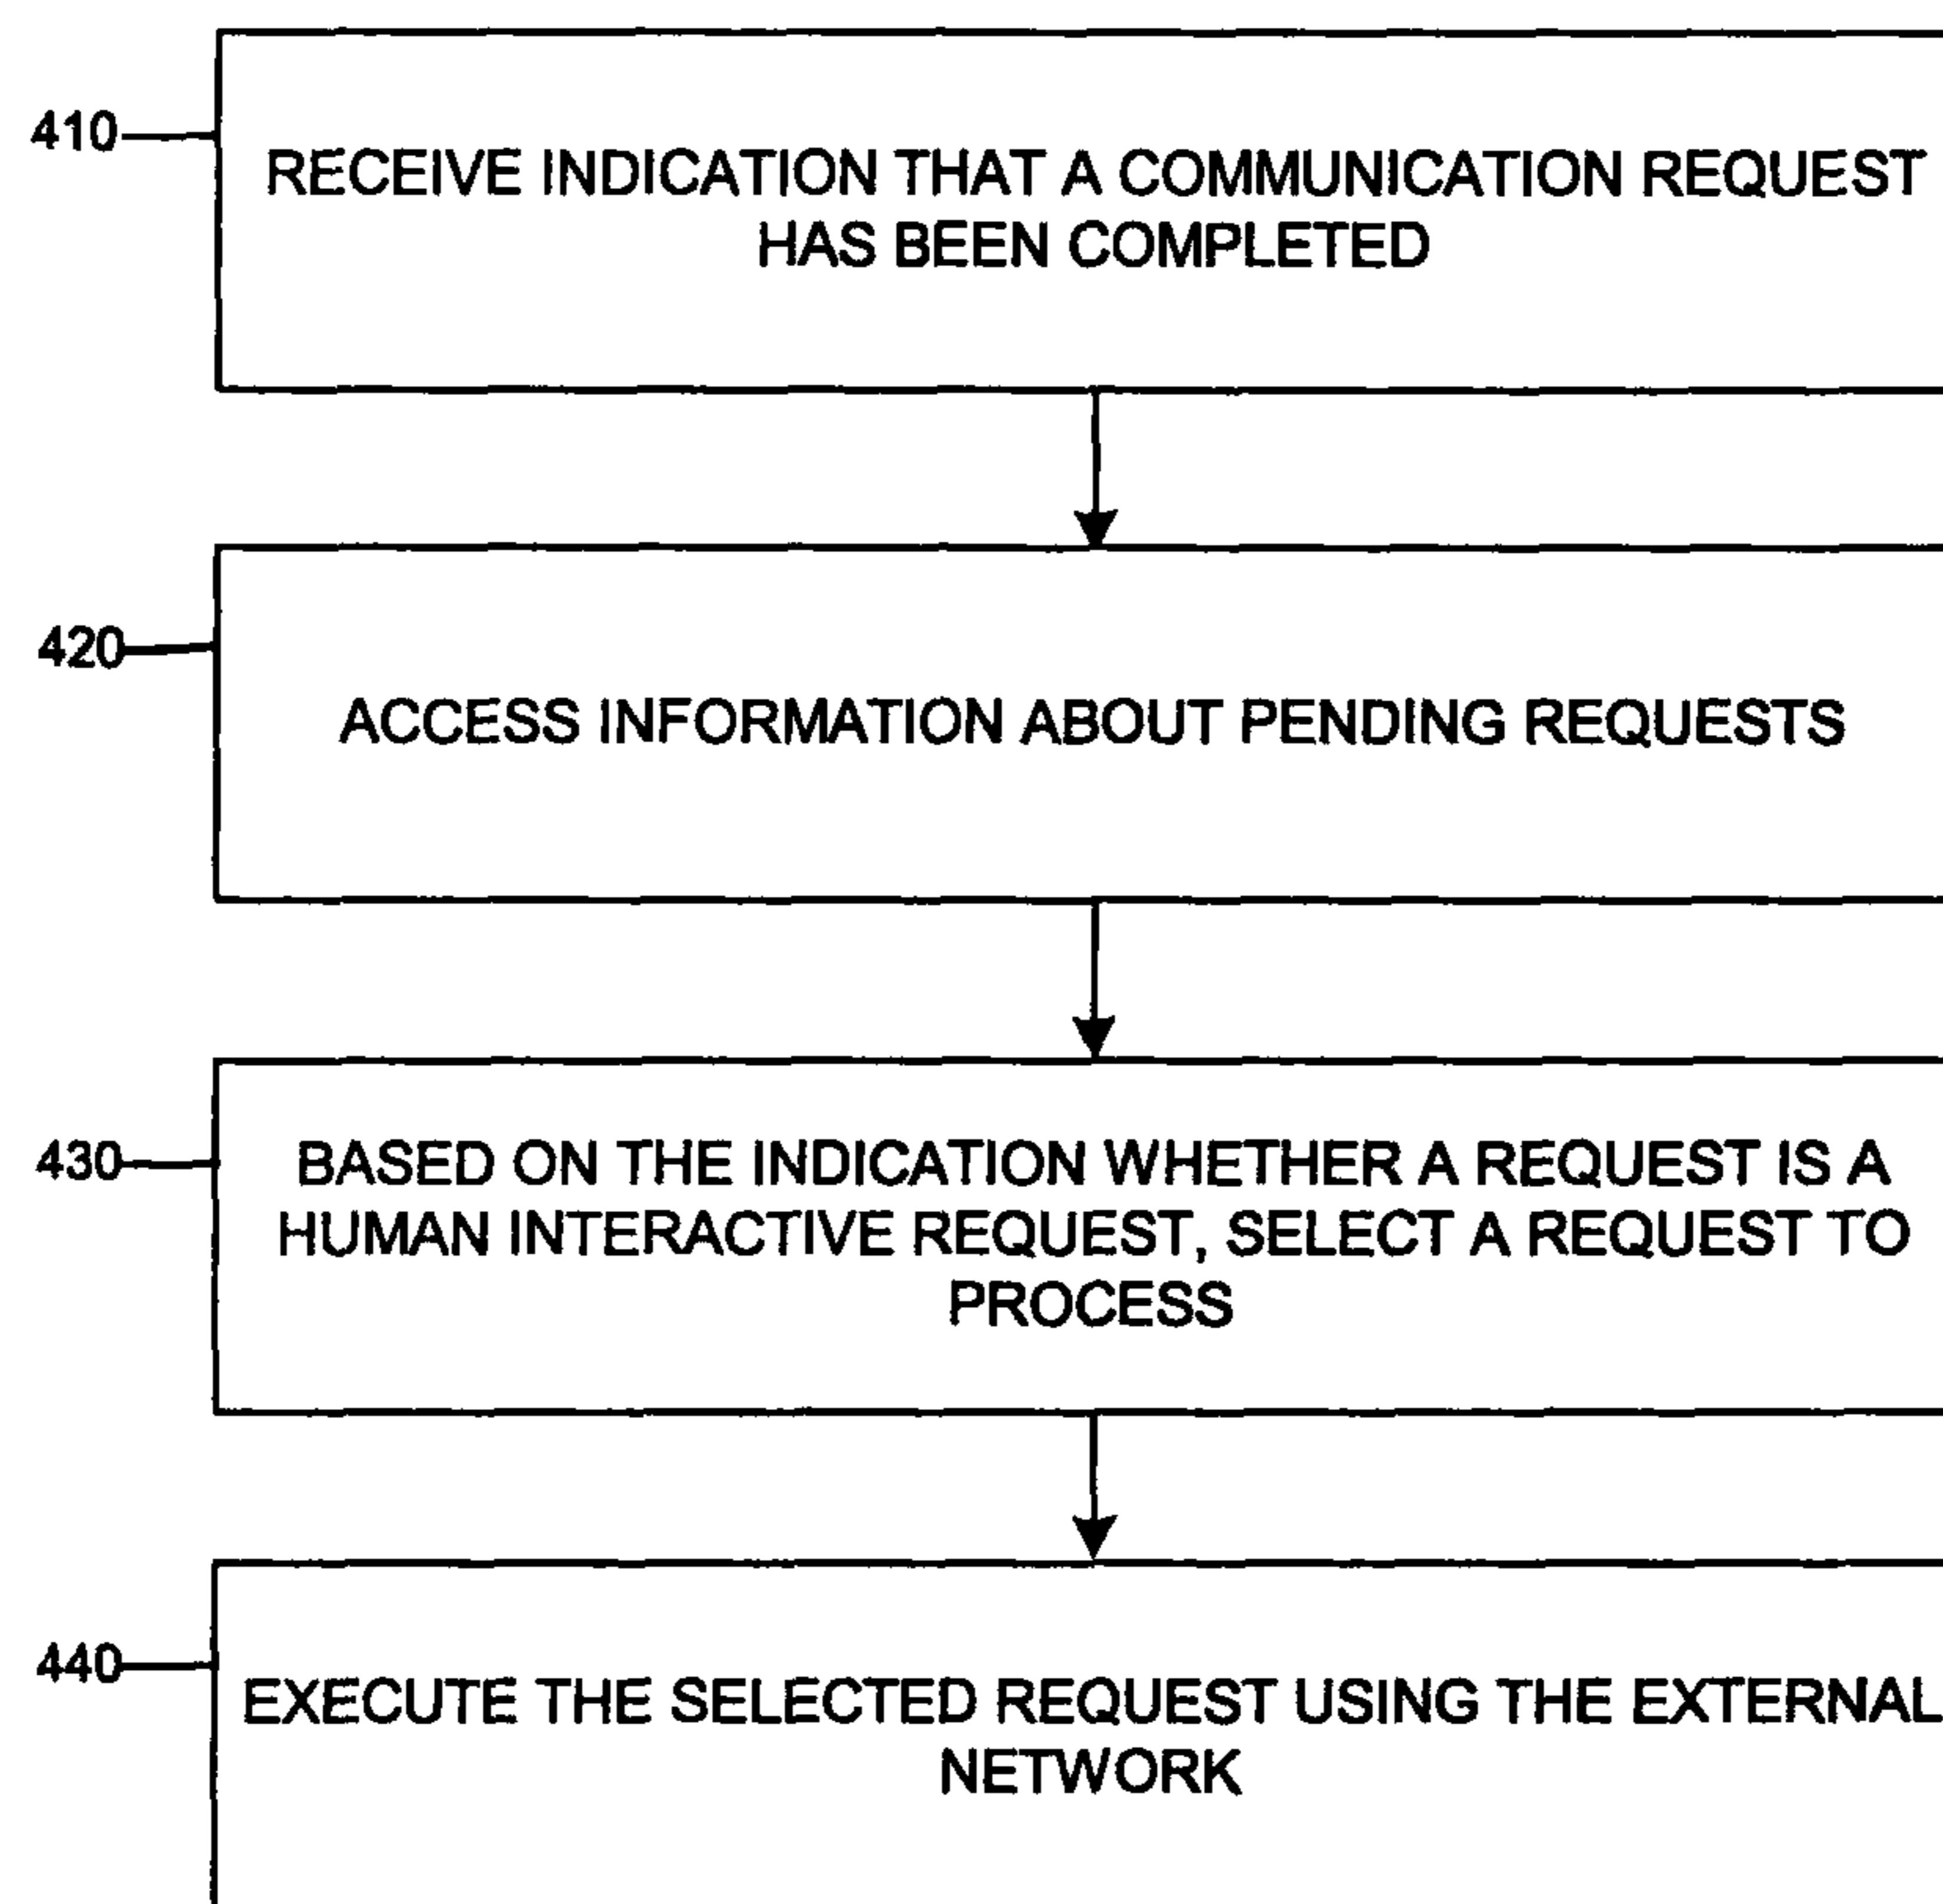 410
RECEIVE INDICATION THAT A COMMUNICATION REQUEST
HAS BEEN COMPLETED
420
ACCESS INFORMATION ABOUT PENDING REQUESTS
430
BASED ON THE INDICATION WHETHER A REQUEST IS A
HUMAN INTERACTIVE REQUEST, SELECT A REQUEST TO
PROCESS
440
EXECUTE THE SELECTED REQUEST USING THE EXTERNAL
NETWORK